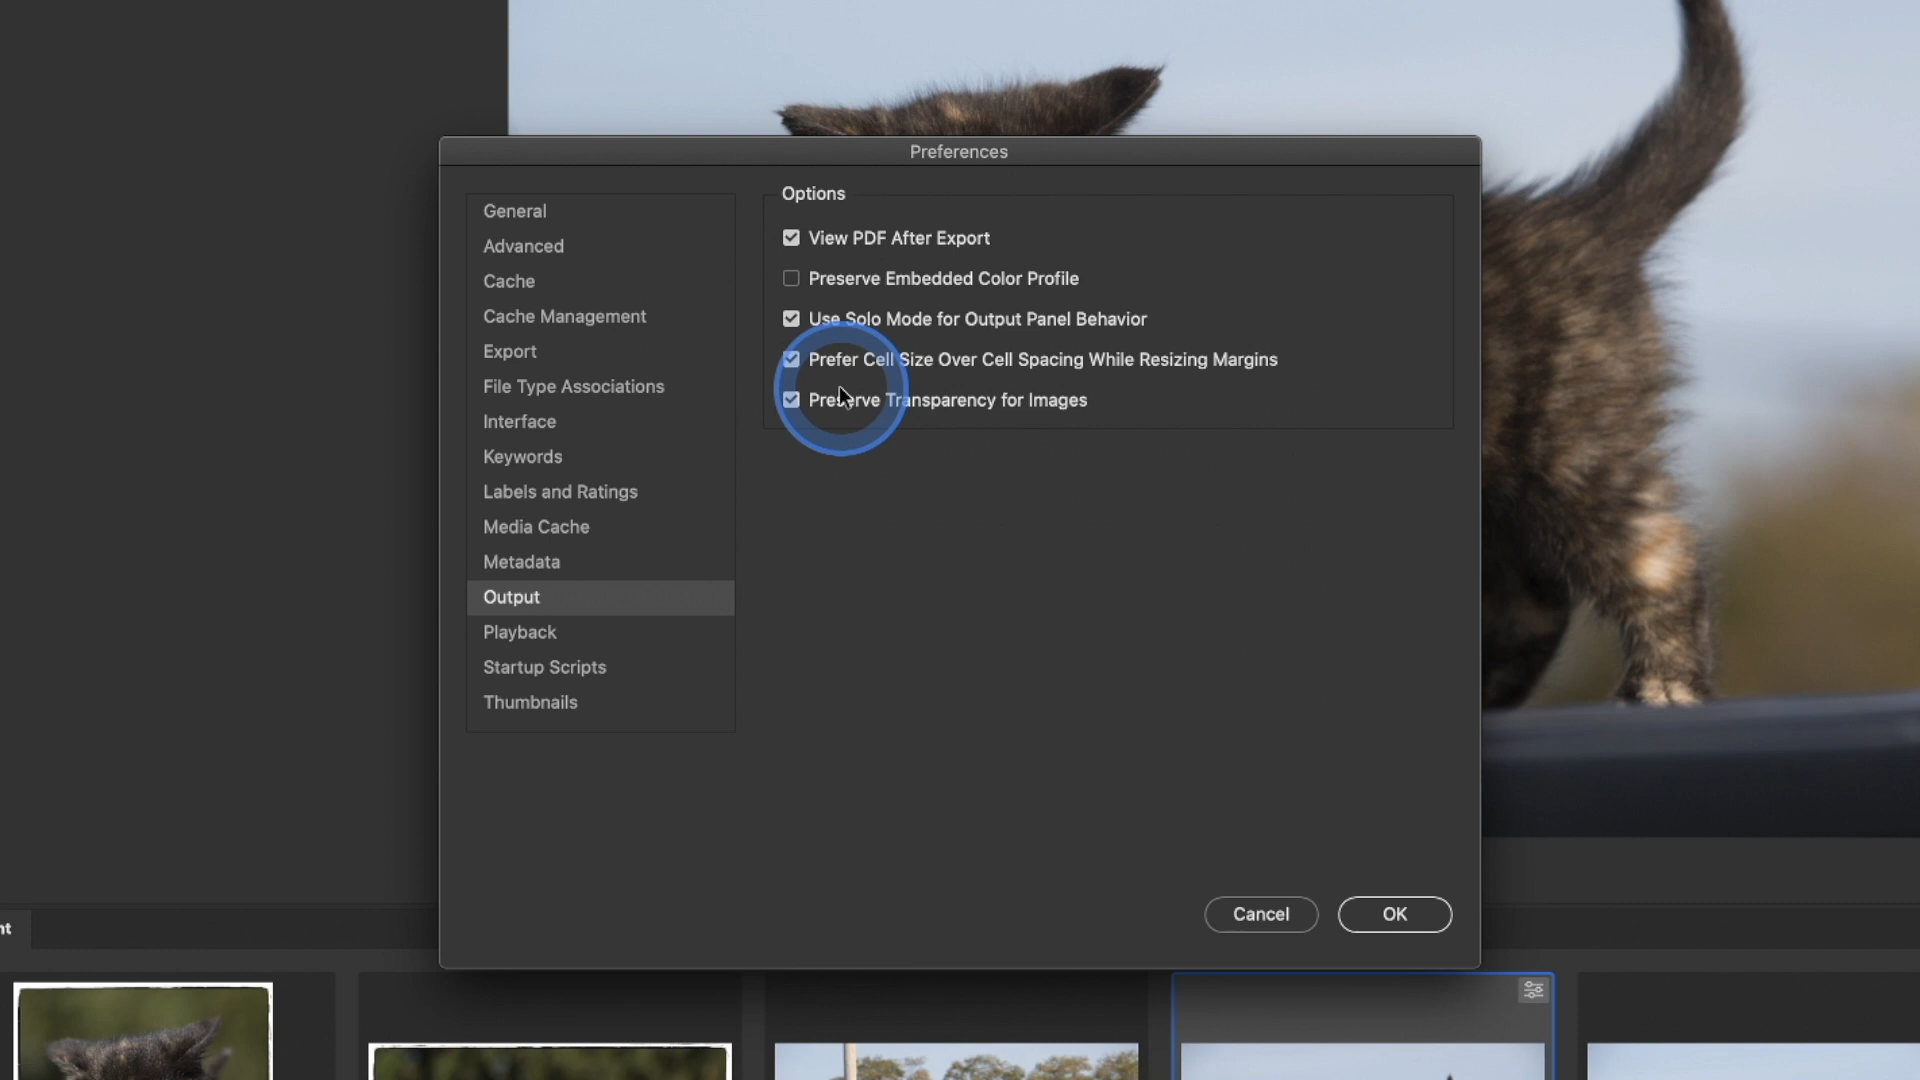 Preferences
General
Advanced
Cache
Cache Management
Export
File Type Associations
Interface
Keywords
Labels and Ratings
Media Cache
Metadata
Output
Playback
Startup Scripts
Thumbnails
Options
View PDF After Export
Preserve Embedded Color Profile
Use Solo Mode for Output Panel Behavior
Prefer Cell Size Over Cell Spacing While Resizing Margins
Preserve Transparency for Images
Cancel
OK
nt